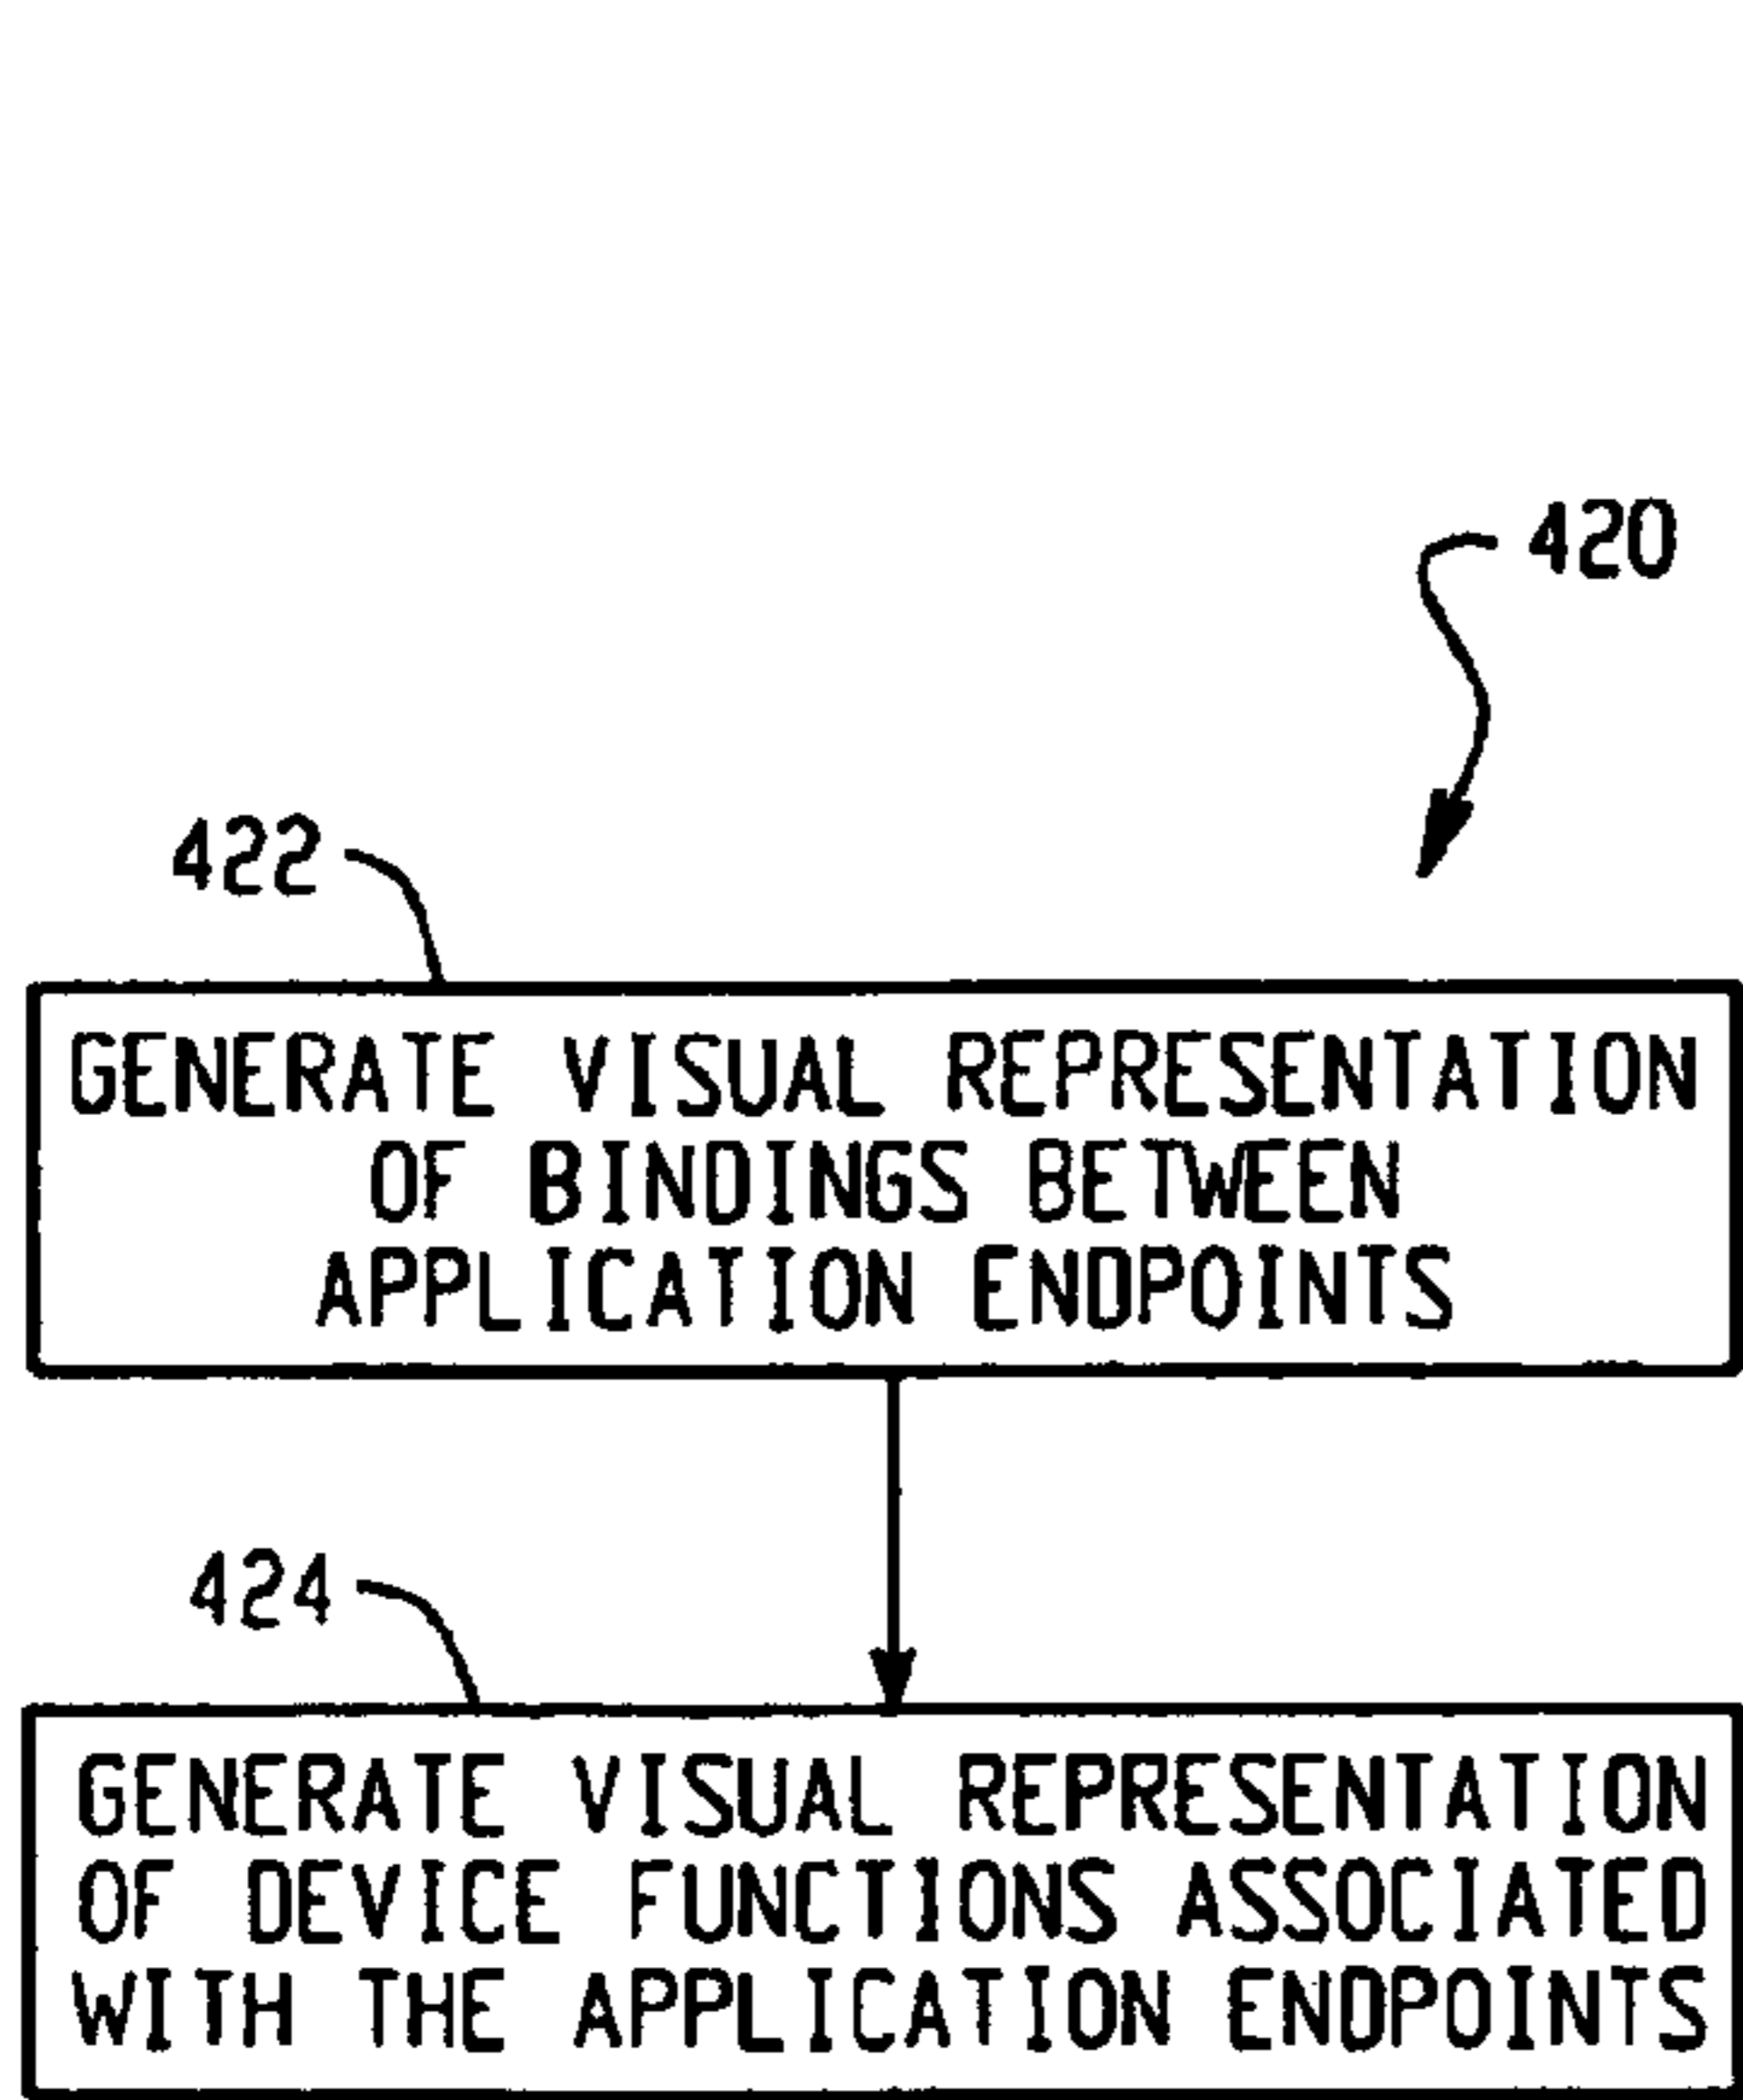 420
422
GENERATE VISUAL REPRESENTATION
OF BINDINGS BETWEEN
APPLICATION ENDPOINTS
424
GENERATE VISUAL REPRESENTATION
OF DEVICE FUNCTIONS ASSOCIATED
WITH THE APPLICATION ENDPOINTS